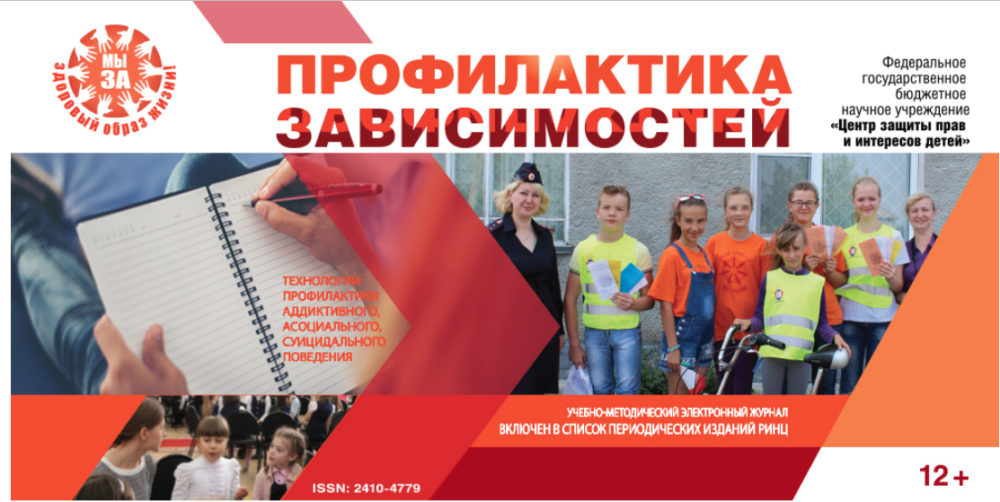 МЫ
ЗА
здоровый образ жизни!
ПРОФИЛАКТИКА
ЗАВИСИМОСТЕЙ
Федеральное
государственное
бюджетное
научное учреждение
«Центр защиты прав
и интересов детей»
ТЕХНОЛОГИИ
ПРОФИЛАКТИКИ
АДДИКТИВНОГО,
АСОЦИАЛЬНОГО,
СУИЦИДАЛЬНОГО
ПОВЕДЕНИЯ
УЧЕБНО-МЕТОДИЧЕСКИЙ ЭЛЕКТРОННЫЙ ЖУРНАЛ
ВКЛЮЧЕН В СПИСОК ПЕРИОДИЧЕСКИХ ИЗДАНИЙ РИНЦ
ISSN: 2410-4779
12+